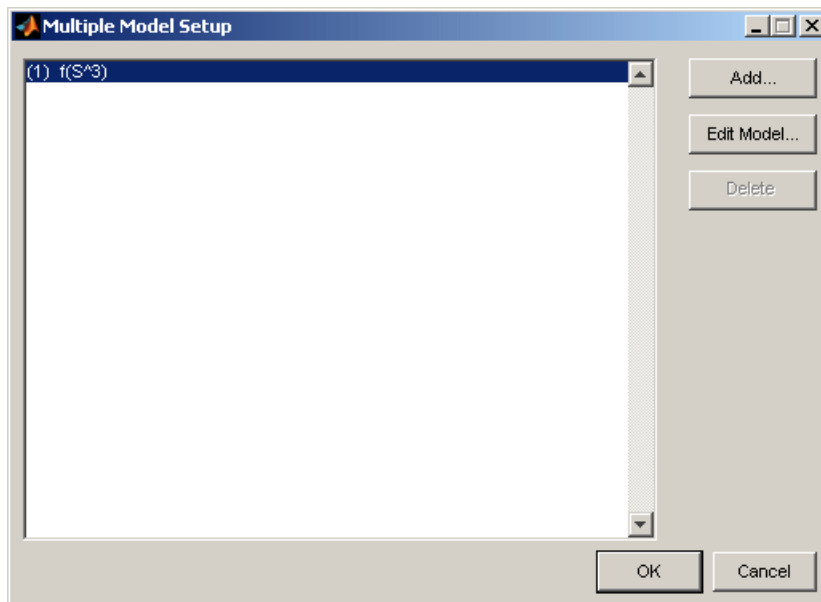 Multiple Model Setup
(1) f(S^3)
Add...
Edit Model...
Delete
OK
Cancel